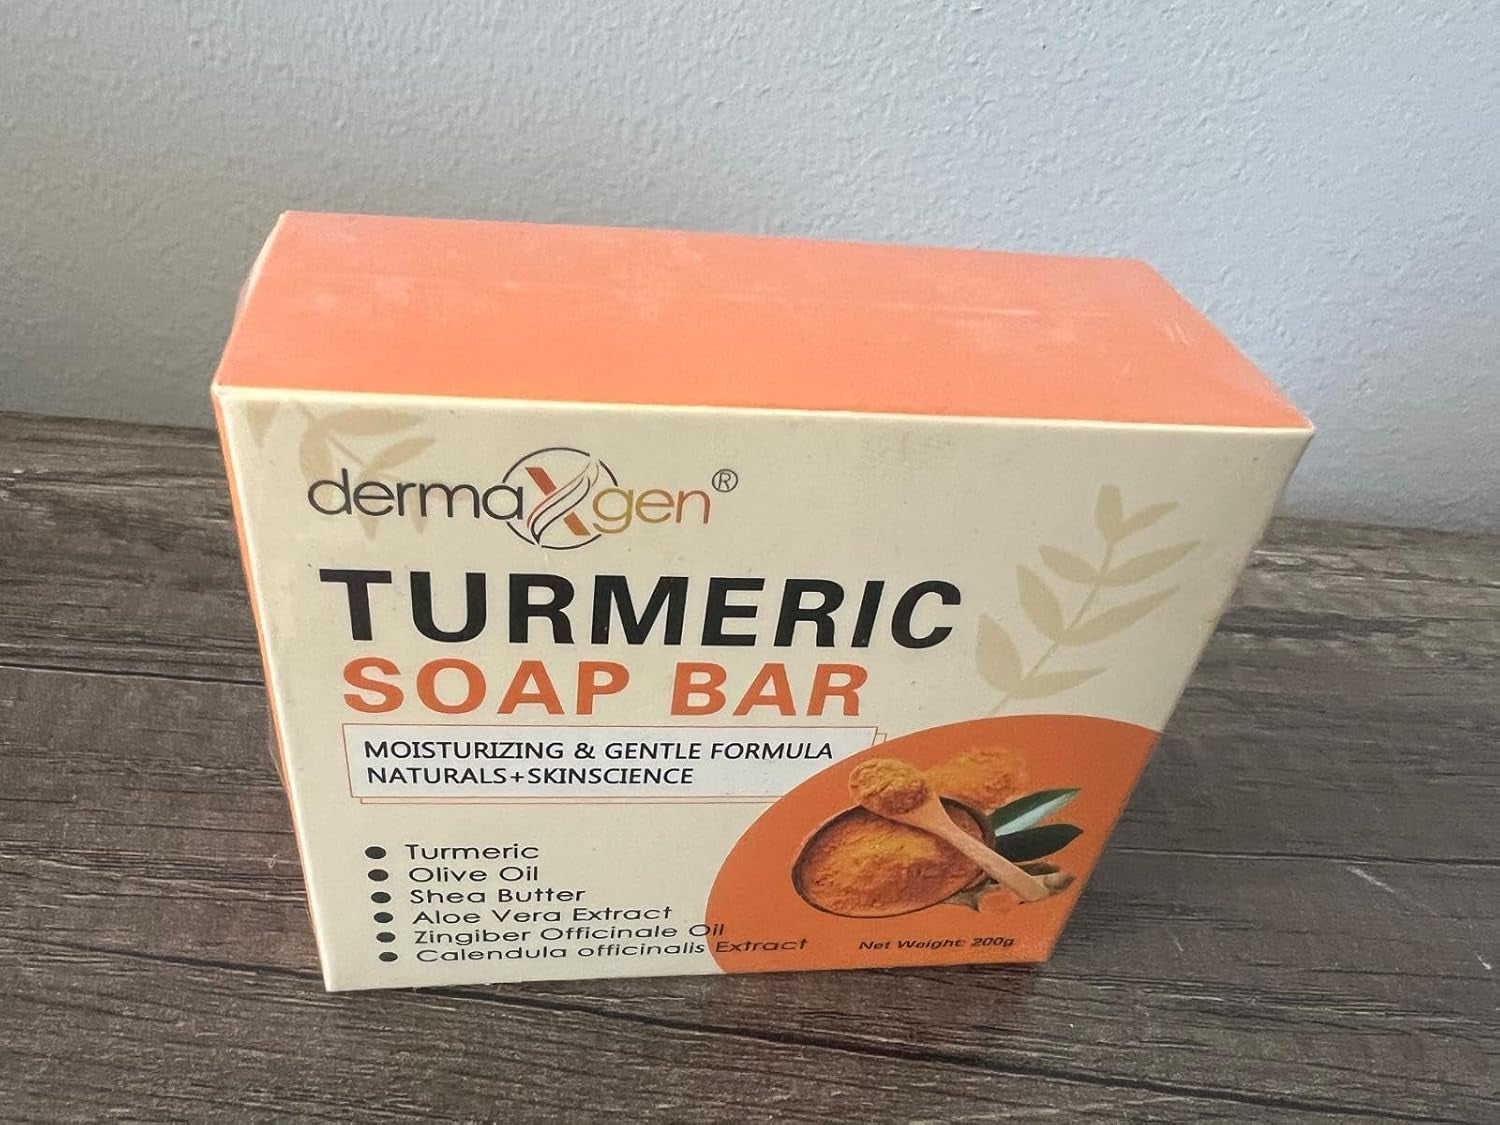 dermaXgen®
TURMERIC
SOAP BAR
MOISTURIZING & GENTLE FORMULA
NATURALS+SKINSCIENCE
● Turmeric
● Olive Oil
● Shea Butter
● Aloe Vera Extract
● Zingiber Officinale Oil
● Calendula officinalis Extract
Net Weight: 200g